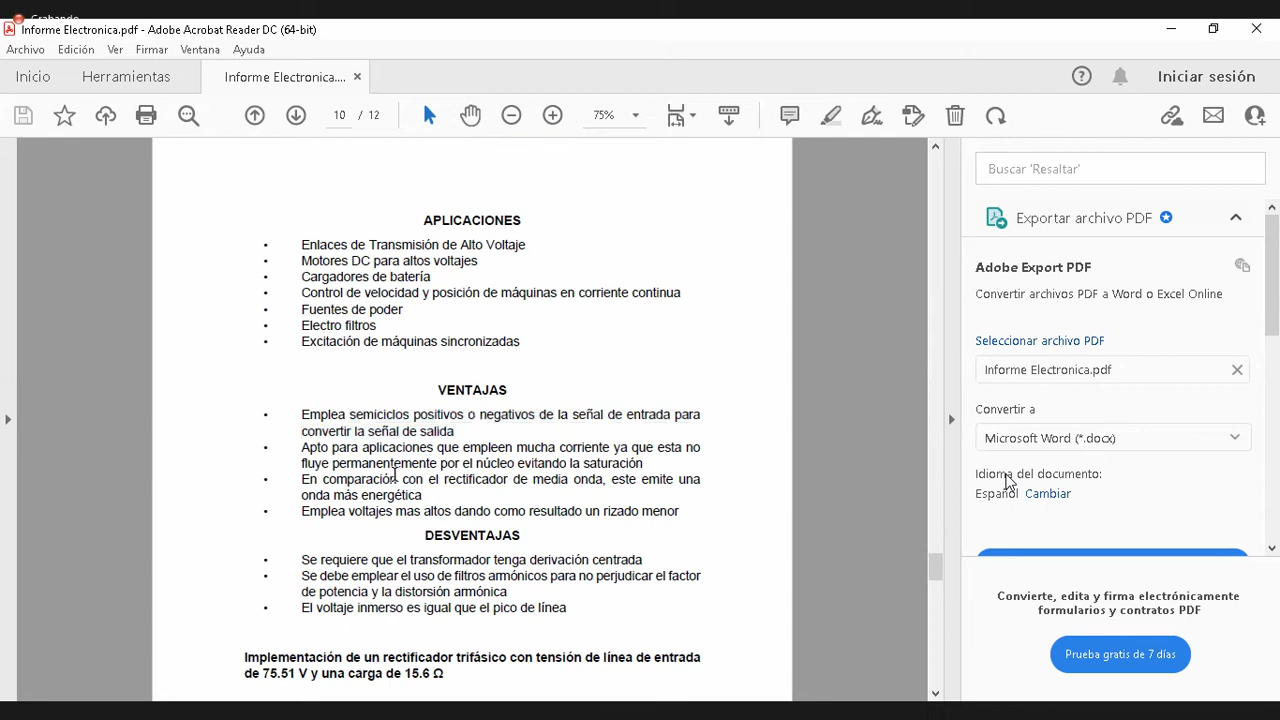 Grabando
Informe Electronica.pdf - Adobe Acrobat Reader DC (64-bit)
Archivo Edición Ver Firmar Ventana Ayuda
Inicio Herramientas Informe Electronica.... ×
Iniciar sesión
10 / 12 75%
Buscar 'Resaltar'
Exportar archivo PDF
Adobe Export PDF
Convertir archivos PDF a Word o Excel Online
Seleccionar archivo PDF
Informe Electronica.pdf
Convertir a
Microsoft Word (*.docx)
Idioma del documento:
Español Cambiar
Convierte, edita y firma electrónicamente
formularios y contratos PDF
Prueba gratis de 7 días
APLICACIONES
• Enlaces de Transmisión de Alto Voltaje
• Motores DC para altos voltajes
• Cargadores de batería
• Control de velocidad y posición de máquinas en corriente continua
• Fuentes de poder
• Electro filtros
• Excitación de máquinas sincronizadas
VENTAJAS
• Emplea semiciclos positivos o negativos de la señal de entrada para
convertir la señal de salida
• Apto para aplicaciones que empleen mucha corriente ya que esta no
fluye permanentemente por el núcleo evitando la saturación
• En comparación con el rectificador de media onda, este emite una
onda más energética
• Emplea voltajes mas altos dando como resultado un rizado menor
DESVENTAJAS
• Se requiere que el transformador tenga derivación centrada
• Se debe emplear el uso de filtros armónicos para no perjudicar el factor
de potencia y la distorsión armónica
• El voltaje inmerso es igual que el pico de línea
Implementación de un rectificador trifásico con tensión de línea de entrada
de 75.51 V y una carga de 15.6 Ω